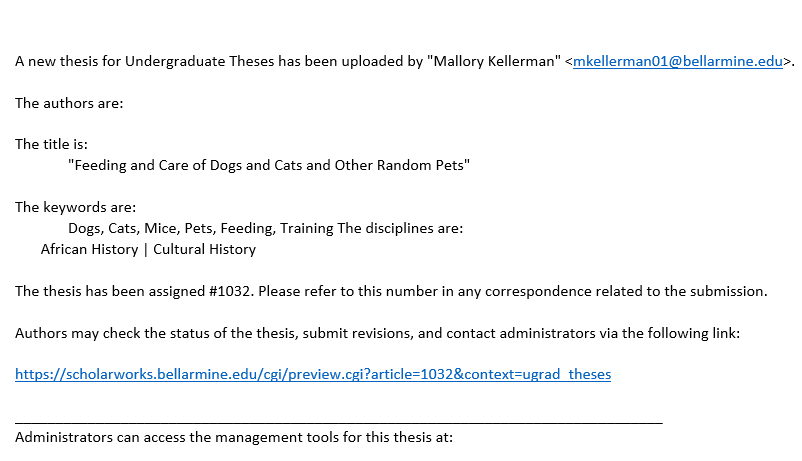 A new thesis for Undergraduate Theses has been uploaded by "Mallory Kellerman" <mkellerman01@bellarmine.edu>.
The authors are:
The title is:
"Feeding and Care of Dogs and Cats and Other Random Pets"
The keywords are:
Dogs, Cats, Mice, Pets, Feeding, Training The disciplines are:
African History | Cultural History
The thesis has been assigned #1032. Please refer to this number in any correspondence related to the submission.
Authors may check the status of the thesis, submit revisions, and contact administrators via the following link:
https://scholarworks.bellarmine.edu/cgi/preview.cgi?article=1032&context=ugrad_theses
Administrators can access the management tools for this thesis at: